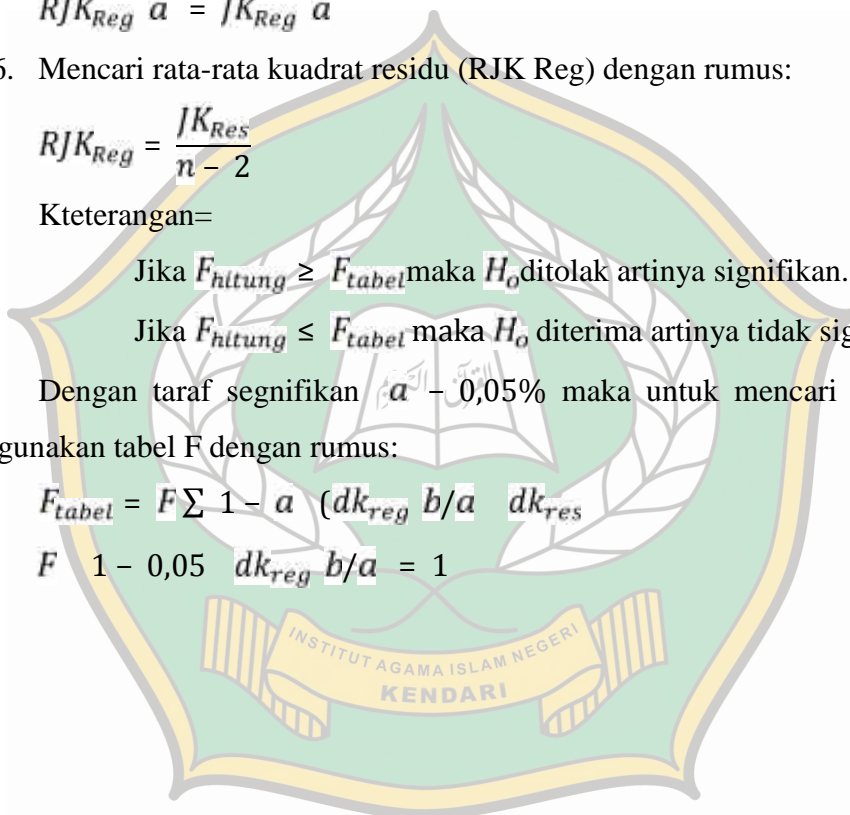 RJK_Reg a = JK_Reg a
6. Mencari rata-rata kuadrat residu (RJK Reg) dengan rumus:
RJK_Reg = JK_Res / n – 2
Kteterangan=
Jika F_hitung ≥ F_tabel maka H_o ditolak artinya signifikan.
Jika F_hitung ≤ F_tabel maka H_o diterima artinya tidak sig
Dengan taraf segnifikan a – 0,05% maka untuk mencari
gunakan tabel F dengan rumus:
F_tabel = F ∑ 1 – a (dk_reg b/a dk_res
F 1 – 0,05 dk_reg b/a = 1
القرآن الكريم
INSTITUT AGAMA ISLAM NEGERI
KENDARI